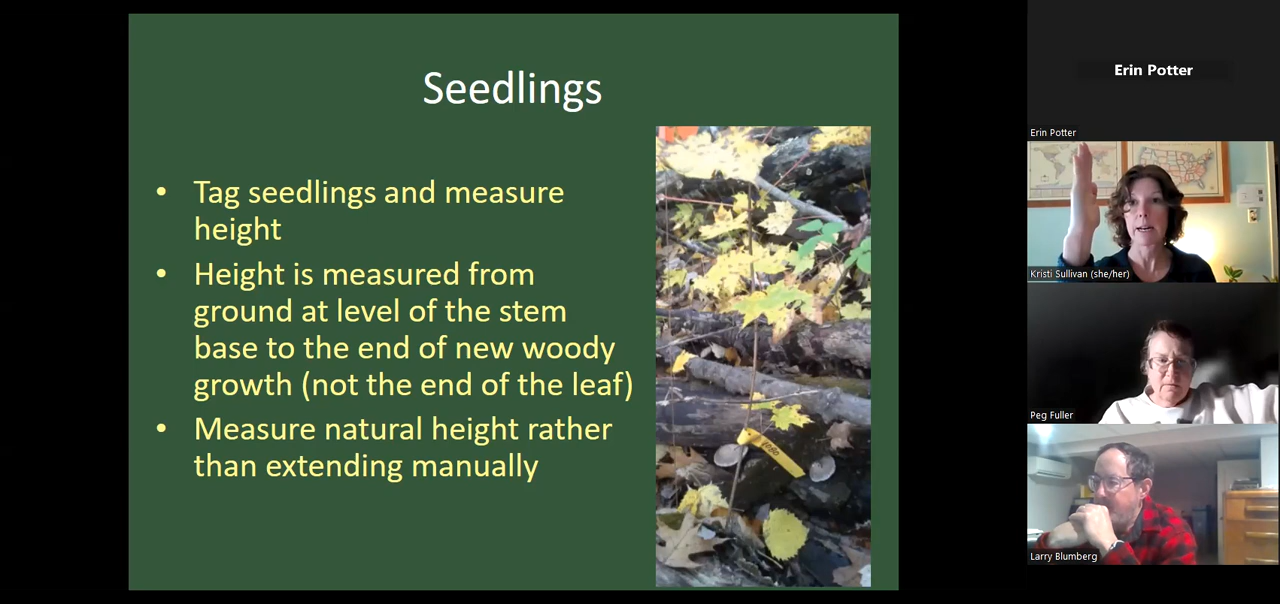 Seedlings
• Tag seedlings and measure
height
• Height is measured from
ground at level of the stem
base to the end of new woody
growth (not the end of the leaf)
• Measure natural height rather
than extending manually
Erin Potter
Erin Potter
Kristi Sullivan (she/her)
Peg Fuller
Larry Blumberg